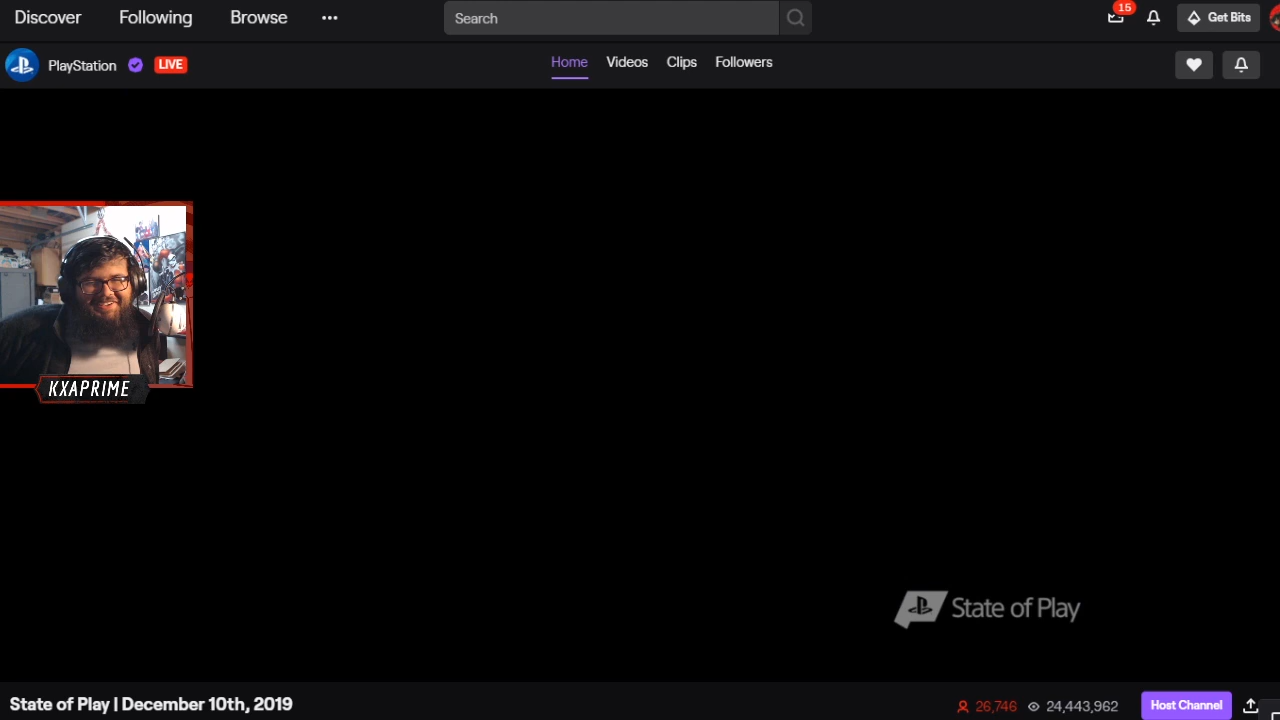 Discover Following Browse ••• Search 15 Get Bits
PlayStation LIVE Home Videos Clips Followers
KXAPRIME
State of Play
State of Play | December 10th, 2019 26,746 24,443,962 Host Channel